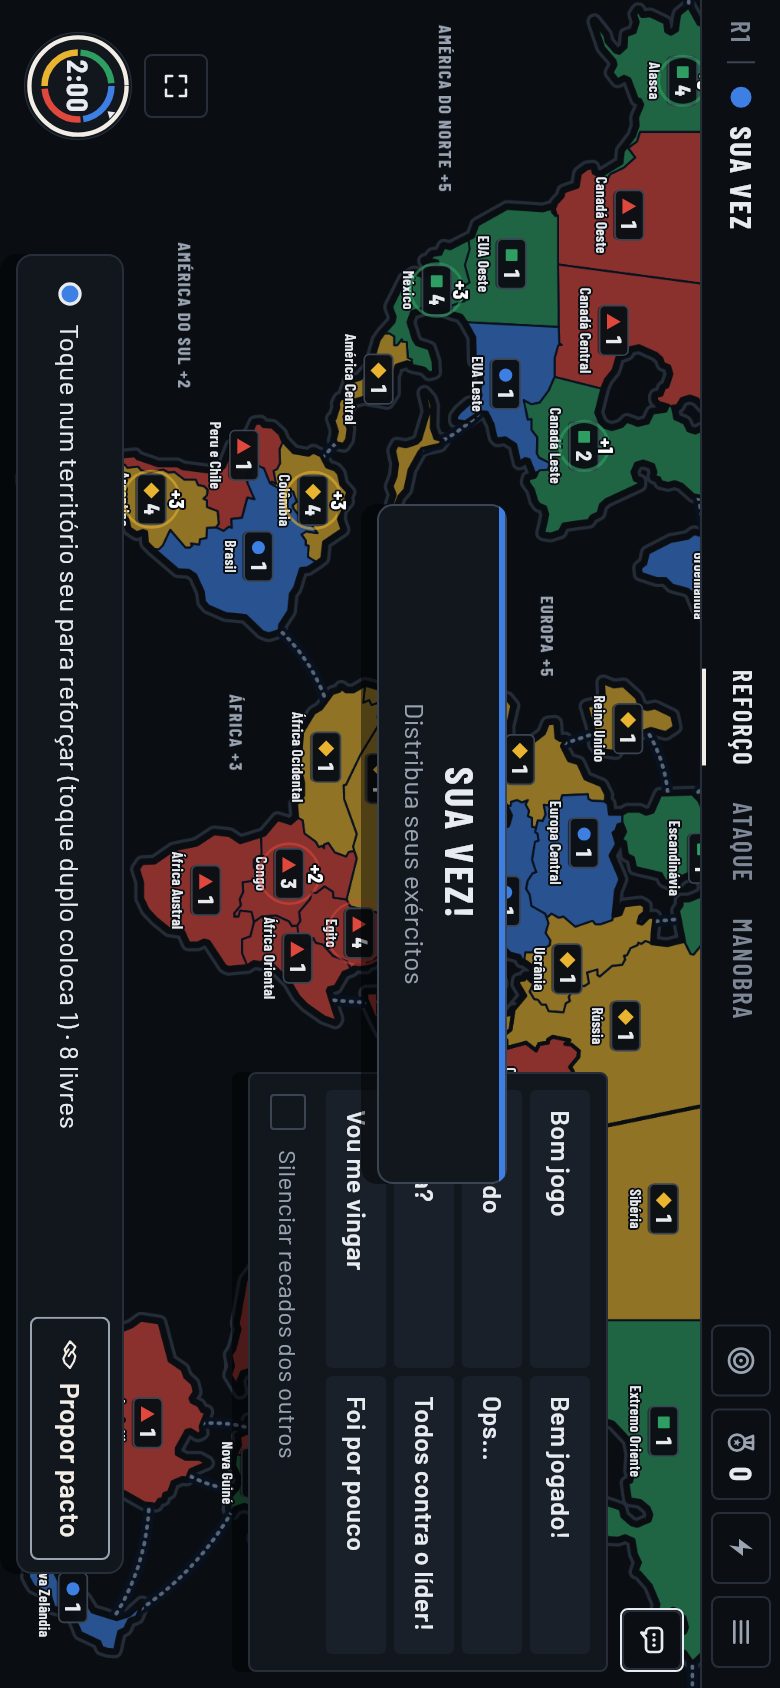 R1
SUA VEZ
REFORÇO
ATAQUE
MANOBRA
0
4
Alasca
1
Canadá Oeste
1
Canadá Central
+1
2
Canadá Leste
1
EUA Oeste
1
EUA Leste
+3
4
México
1
América Central
AMÉRICA DO NORTE +5
AMÉRICA DO SUL +2
+3
4
Colômbia
1
Peru e Chile
1
Brasil
+3
4
EUROPA +5
1
Reino Unido
Escandinávia
1
Europa Central
1
1
1
Ucrânia
1
Rússia
1
Sibéria
1
Extremo Oriente
ÁFRICA +3
1
África Ocidental
+2
3
Congo
4
Egito
1
África Oriental
1
África Austral
SUA VEZ!
Distribua seus exércitos
Bom jogo
Bem jogado!
do
Ops...
a?
Todos contra o líder!
Vou me vingar
Foi por pouco
Silenciar recados dos outros
Nova Guiné
1
1
va Zelândia
2:00
Toque num território seu para reforçar (toque duplo coloca 1) · 8 livres
Propor pacto